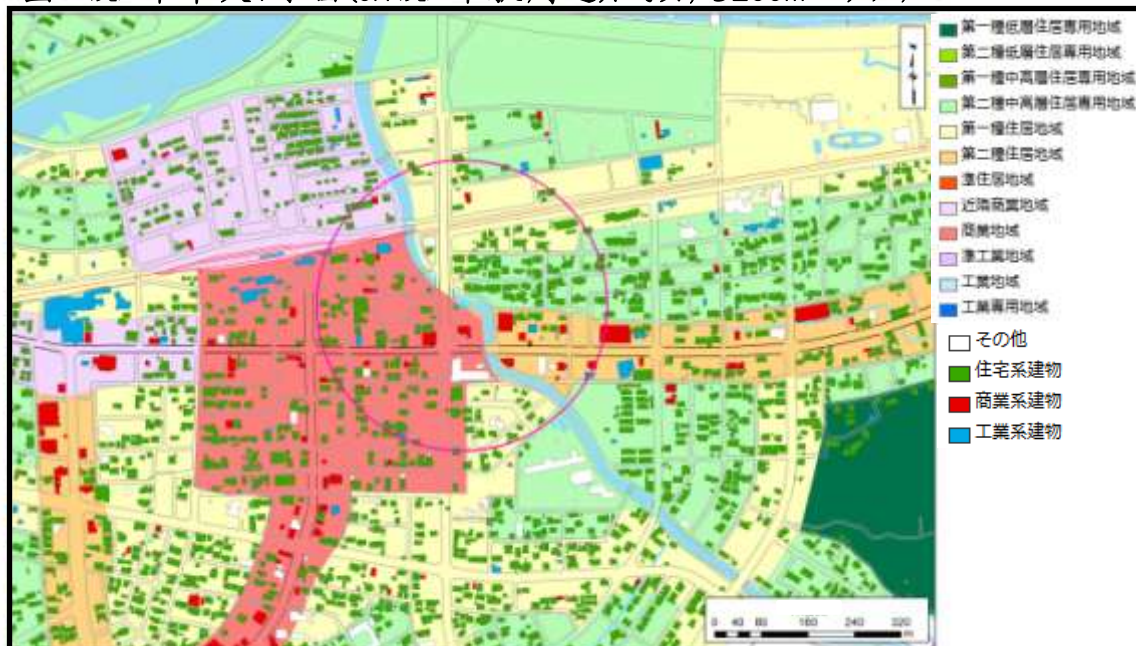 第一種低層住居専用地域
第二種低層住居専用地域
第一種中高層住居専用地域
第二種中高層住居専用地域
第一種住居地域
第二種住居地域
準住居地域
近隣商業地域
商業地域
準工業地域
工業地域
工業専用地域
その他
住宅系建物
商業系建物
工業系建物
0 40 80 160 240 320